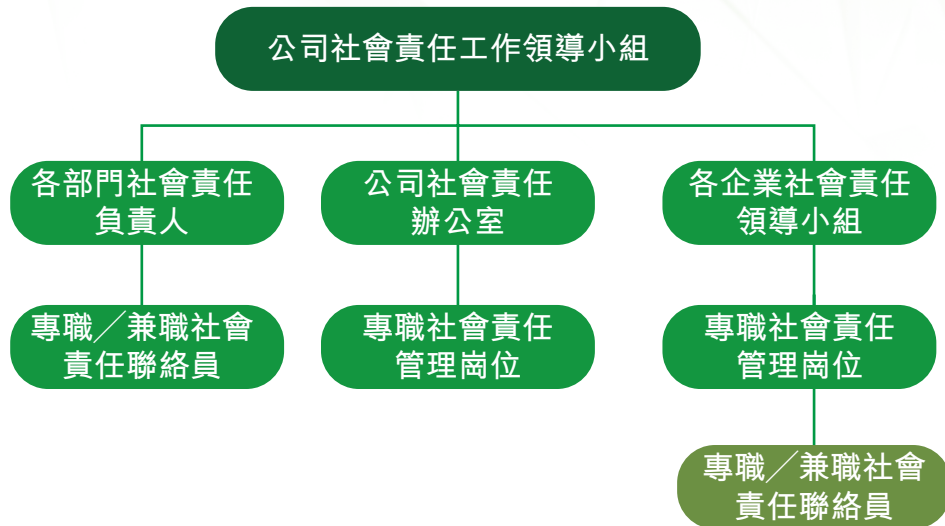 公司社會責任工作領導小組
各部門社會責任
負責人
公司社會責任
辦公室
各企業社會責任
領導小組
專職╱兼職社會
責任聯絡員
專職社會責任
管理崗位
專職社會責任
管理崗位
專職╱兼職社會
責任聯絡員